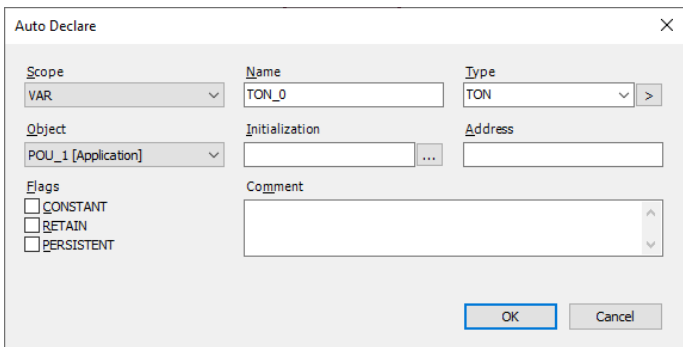 Auto Declare
Scope
Name
Type
VAR
TON_0
TON
>
Object
Initialization
Address
POU_1 [Application]
...
Flags
Comment
CONSTANT
RETAIN
PERSISTENT
OK
Cancel